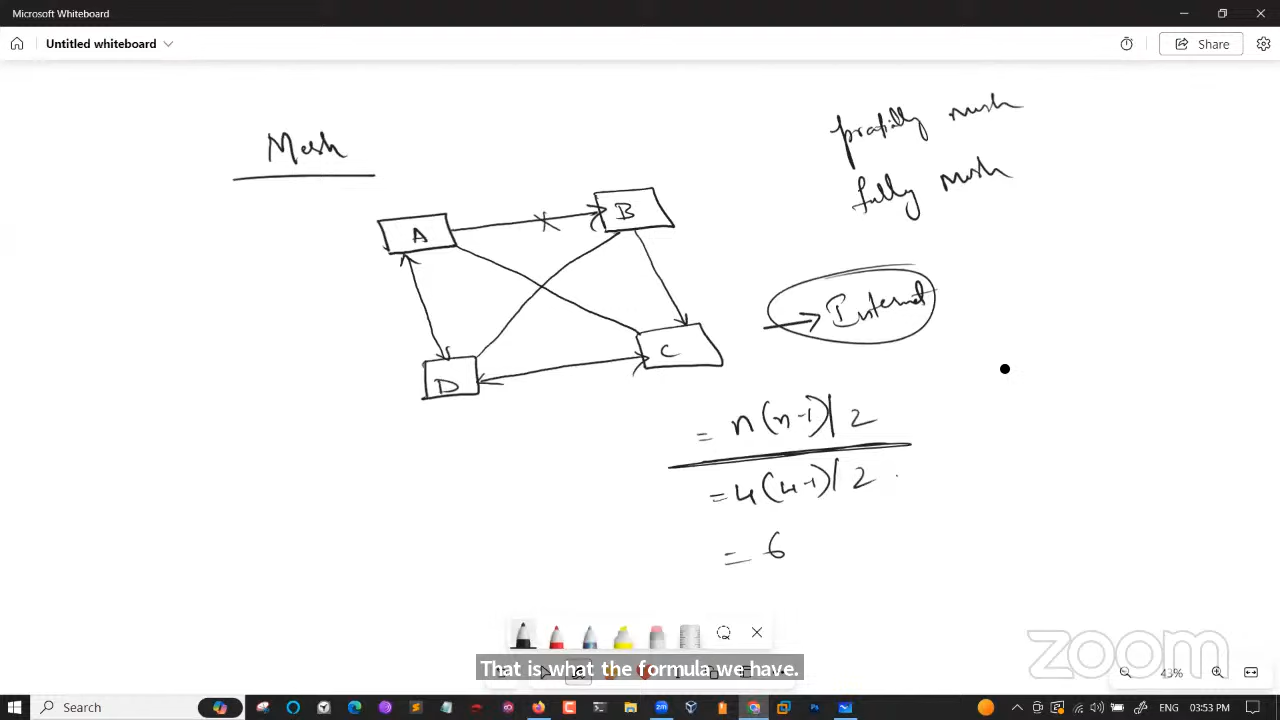 Microsoft Whiteboard
Untitled whiteboard
Share
Mesh
mesh
fully mesh
A
B
C
D
Internet
= n(n-1)/2
= 4(4-1)/2
= 6
zoom
That is what the formula we have.
43%
Search
ENG
03:53 PM